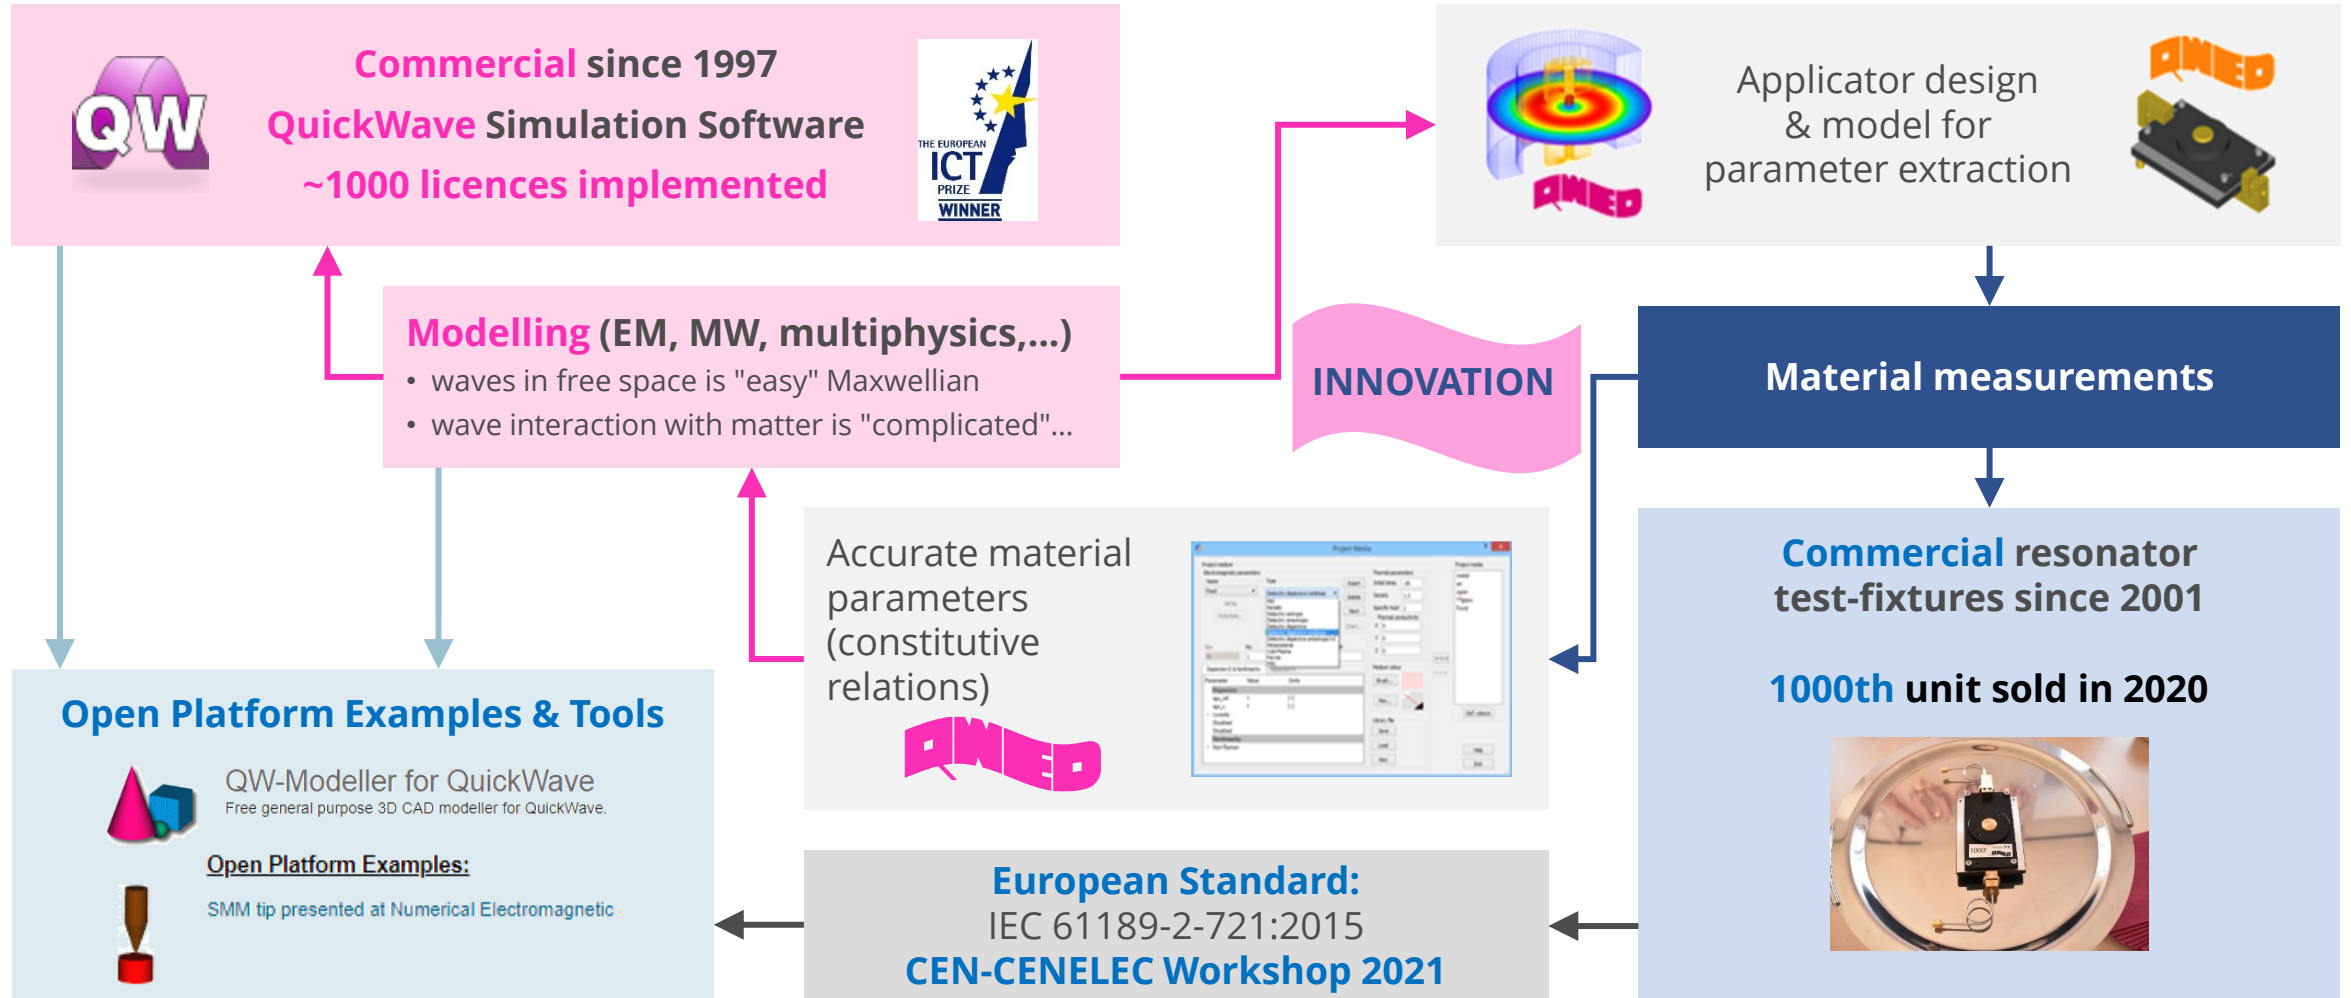 QW
Commercial since 1997
QuickWave Simulation Software
~1000 licences implemented
THE EUROPEAN
ICT
PRIZE
WINNER
QWED
Applicator design
& model for
parameter extraction
QWED
Modelling (EM, MW, multiphysics,...)
• waves in free space is "easy" Maxwellian
• wave interaction with matter is "complicated"...
INNOVATION
Material measurements
Accurate material
parameters
(constitutive
relations)
QWED
Project Media
Commercial resonator
test-fixtures since 2001
1000th unit sold in 2020
Open Platform Examples & Tools
QW-Modeller for QuickWave
Free general purpose 3D CAD modeller for QuickWave.
Open Platform Examples:
SMM tip presented at Numerical Electromagnetic
European Standard:
IEC 61189-2-721:2015
CEN-CENELEC Workshop 2021